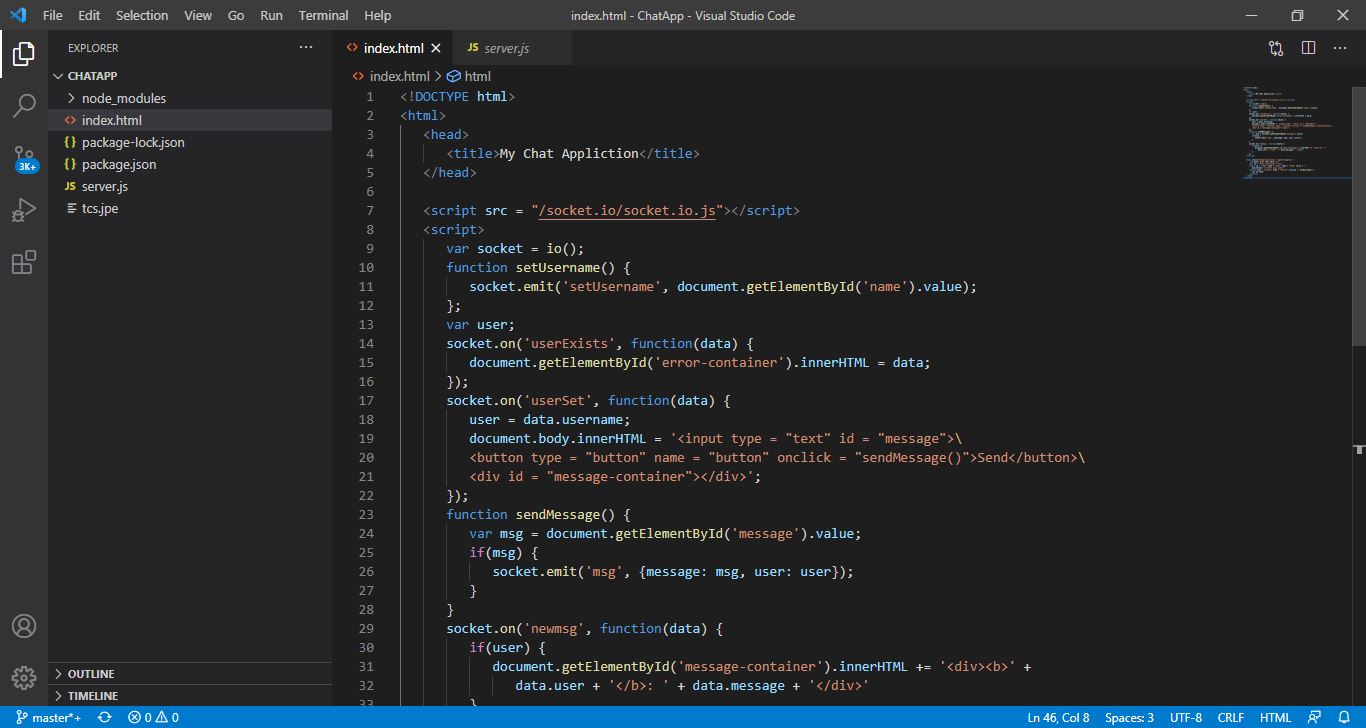 File Edit Selection View Go Run Terminal Help
index.html - ChatApp - Visual Studio Code
EXPLORER
CHATAPP
node_modules
index.html
package-lock.json
package.json
JS server.js
tcs.jpe
OUTLINE
TIMELINE
3K+
index.html
JS server.js
index.html > html
1 <!DOCTYPE html>
2 <html>
3 <head>
4 <title>My Chat Appliction</title>
5 </head>
6
7 <script src = "/socket.io/socket.io.js"></script>
8 <script>
9 var socket = io();
10 function setUsername() {
11 socket.emit('setUsername', document.getElementById('name').value);
12 };
13 var user;
14 socket.on('userExists', function(data) {
15 document.getElementById('error-container').innerHTML = data;
16 });
17 socket.on('userSet', function(data) {
18 user = data.username;
19 document.body.innerHTML = '<input type = "text" id = "message">\
20 <button type = "button" name = "button" onclick = "sendMessage()">Send</button>\
21 <div id = "message-container"></div>';
22 });
23 function sendMessage() {
24 var msg = document.getElementById('message').value;
25 if(msg) {
26 socket.emit('msg', {message: msg, user: user});
27 }
28 }
29 socket.on('newmsg', function(data) {
30 if(user) {
31 document.getElementById('message-container').innerHTML += '<div><b>' +
32 data.user + '</b>: ' + data.message + '</div>'
33 }
master*+ 0 0 Ln 46, Col 8 Spaces: 3 UTF-8 CRLF HTML